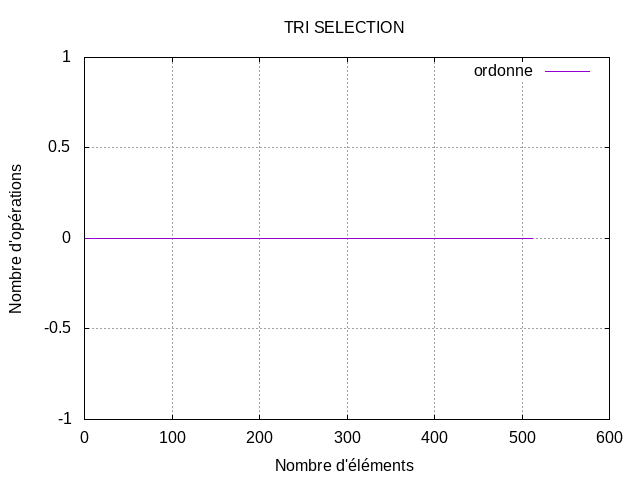 TRI SELECTION
ordonne
1
0.5
0
-0.5
-1
0 100 200 300 400 500 600
Nombre d'opérations
Nombre d'éléments